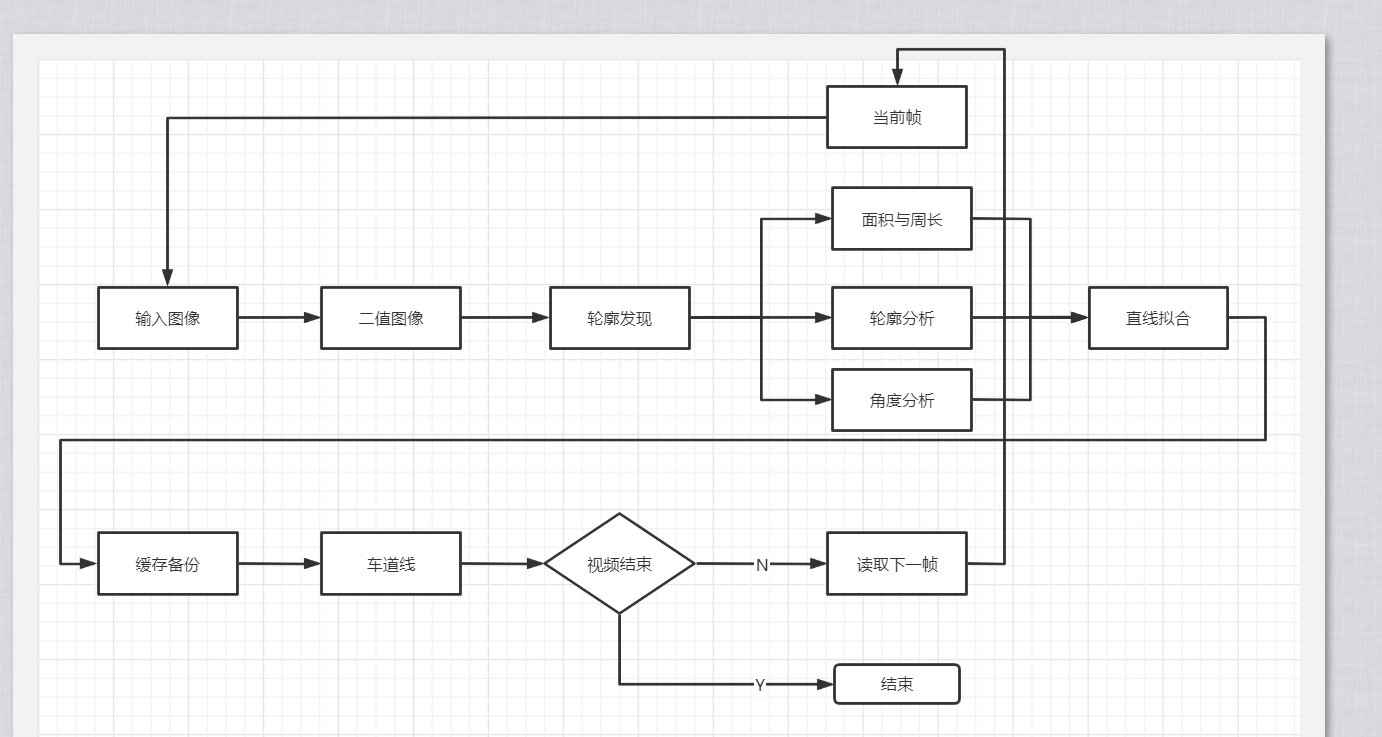 当前帧
面积与周长
输入图像
二值图像
轮廓发现
轮廓分析
直线拟合
角度分析
缓存备份
车道线
视频结束
N
读取下一帧
Y
结束